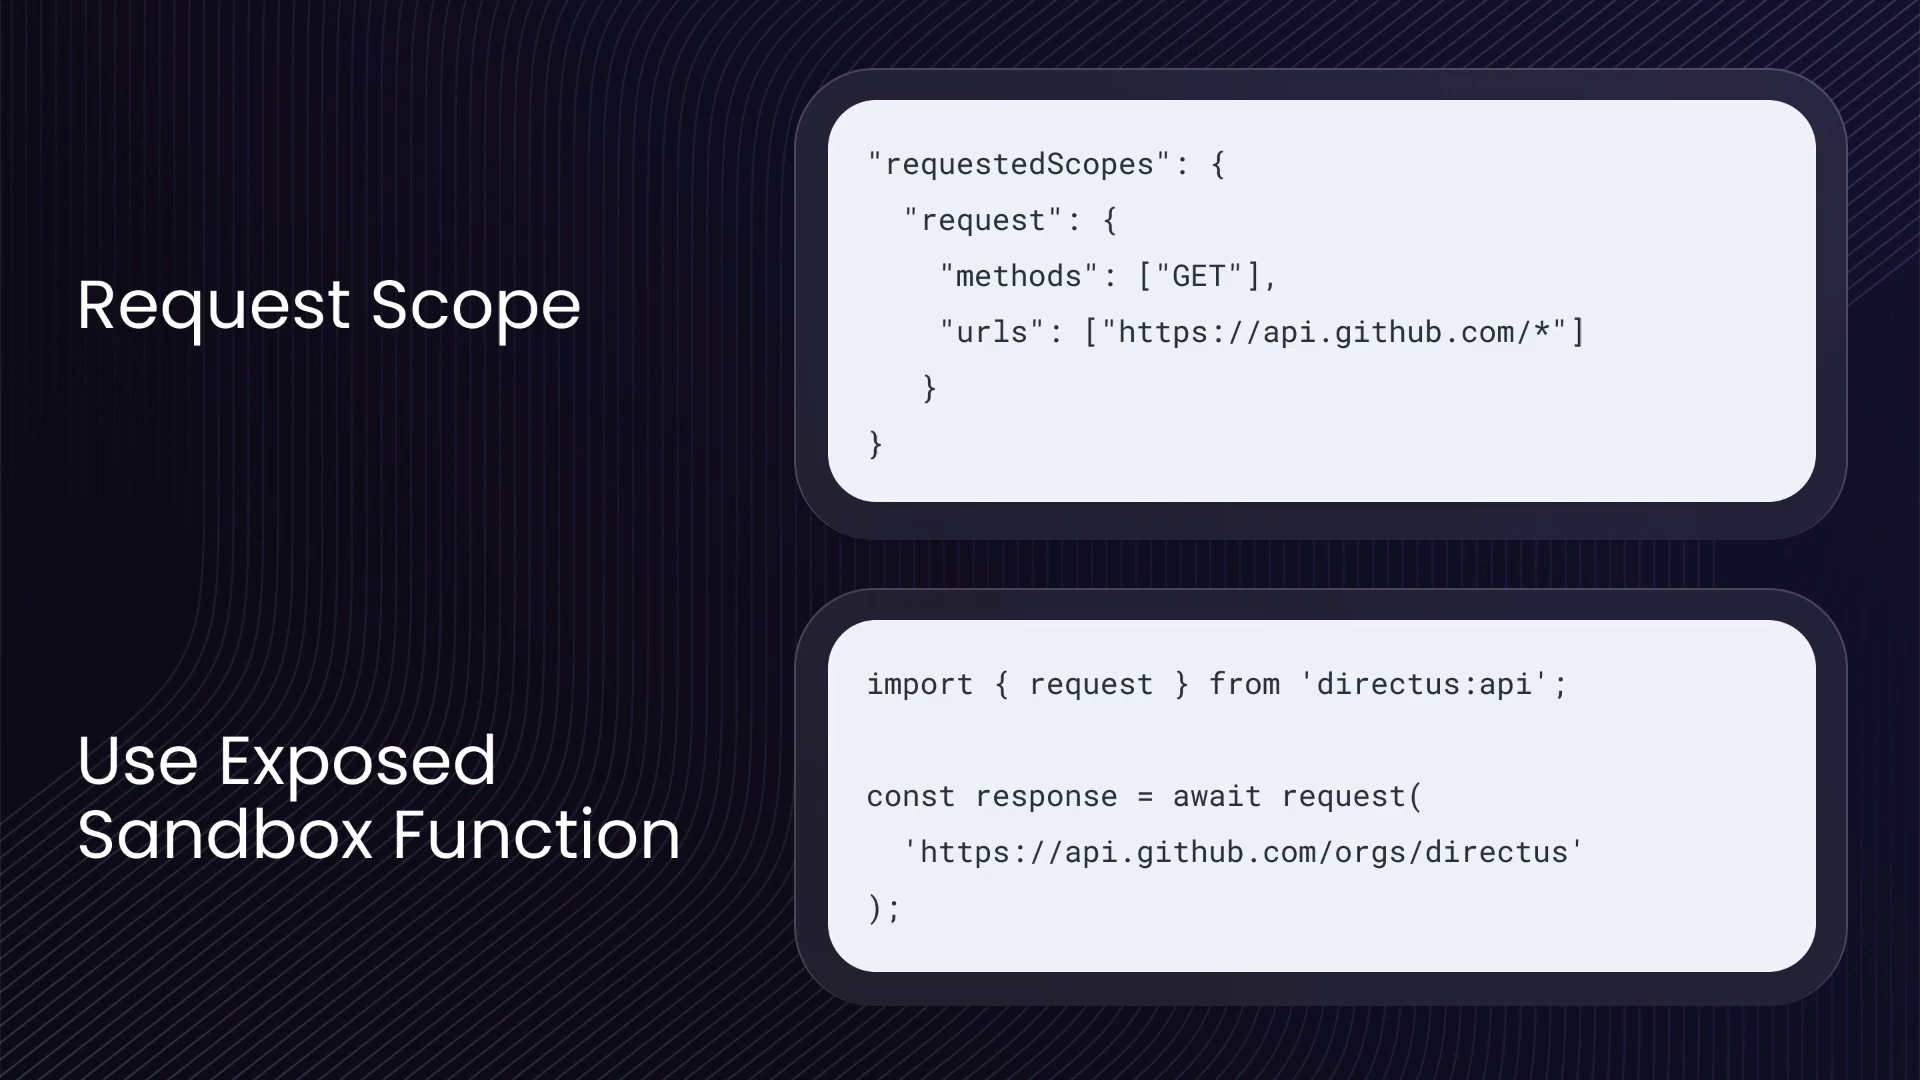 Request Scope
"requestedScopes": {
  "request": {
    "methods": ["GET"],
    "urls": ["https://api.github.com/*"]
   }
}
Use Exposed
Sandbox Function
import { request } from 'directus:api';

const response = await request(
  'https://api.github.com/orgs/directus'
);